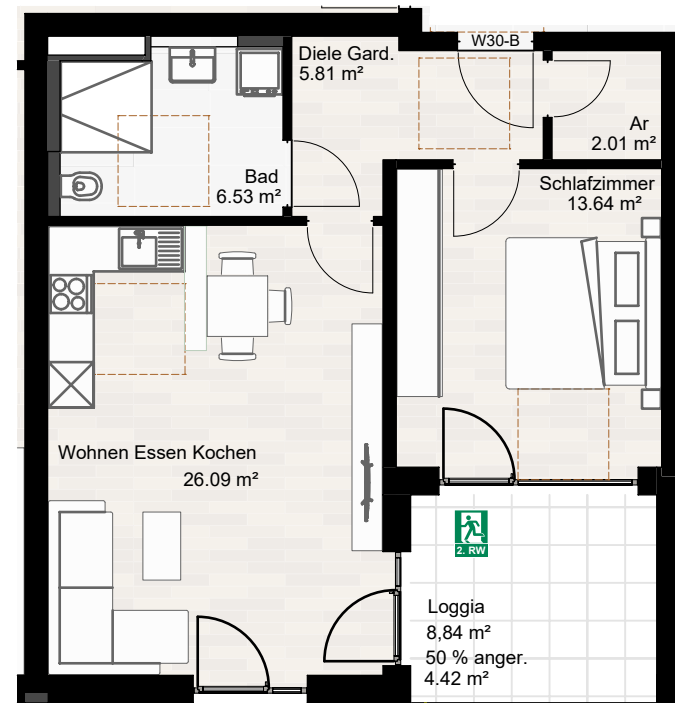 W30-B
Diele Gard.
5.81 m²
Ar
2.01 m²
Bad
6.53 m²
Schlafzimmer
13.64 m²
Wohnen Essen Kochen
26.09 m²
2. RW
Loggia
8,84 m²
50 % anger.
4.42 m²